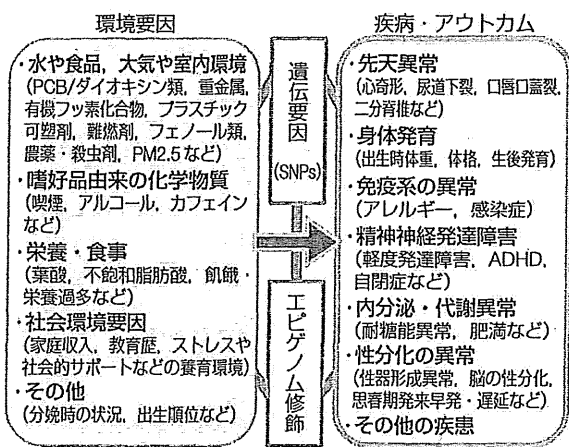 環境要因
・水や食品，大気や室内環境
(PCB/ダイオキシン類，重金属，
有機フッ素化合物，プラスチック
可塑剤，難燃剤，フェノール類，
農薬・殺虫剤，PM2.5など)
・嗜好品由来の化学物質
(喫煙，アルコール，カフェイン
など)
・栄養・食事
(葉酸，不飽和脂肪酸，飢餓・
栄養過多など)
・社会環境要因
(家庭収入，教育歴，ストレスや
社会的サポートなどの養育環境)
・その他
(分娩時の状況，出生順位など)
遺伝要因
(SNPs)
エピゲノム修飾
疾病・アウトカム
・先天異常
(心奇形，尿道下裂，口唇口蓋裂，
二分脊椎など)
・身体発育
(出生時体重，体格，生後発育)
・免疫系の異常
(アレルギー，感染症)
・精神神経発達障害
(軽度発達障害，ADHD，
自閉症など)
・内分泌・代謝異常
(耐糖能異常，肥満など)
・性分化の異常
(性器形成異常，脳の性分化，
思春期発来早発・遅延など)
・その他の疾患